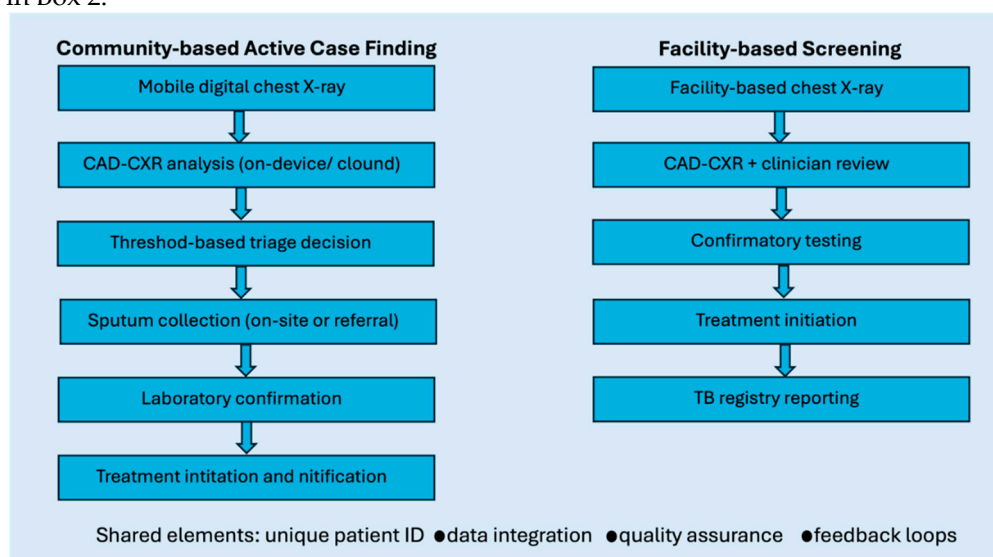 in Box 2.
Community-based Active Case Finding
Mobile digital chest X-ray
CAD-CXR analysis (on-device/ clound)
Threshod-based triage decision
Sputum collection (on-site or referral)
Laboratory confirmation
Treatment intitation and nitification
Facility-based Screening
Facility-based chest X-ray
CAD-CXR + clinician review
Confirmatory testing
Treatment initiation
TB registry reporting
Shared elements: unique patient ID ●data integration ●quality assurance ●feedback loops